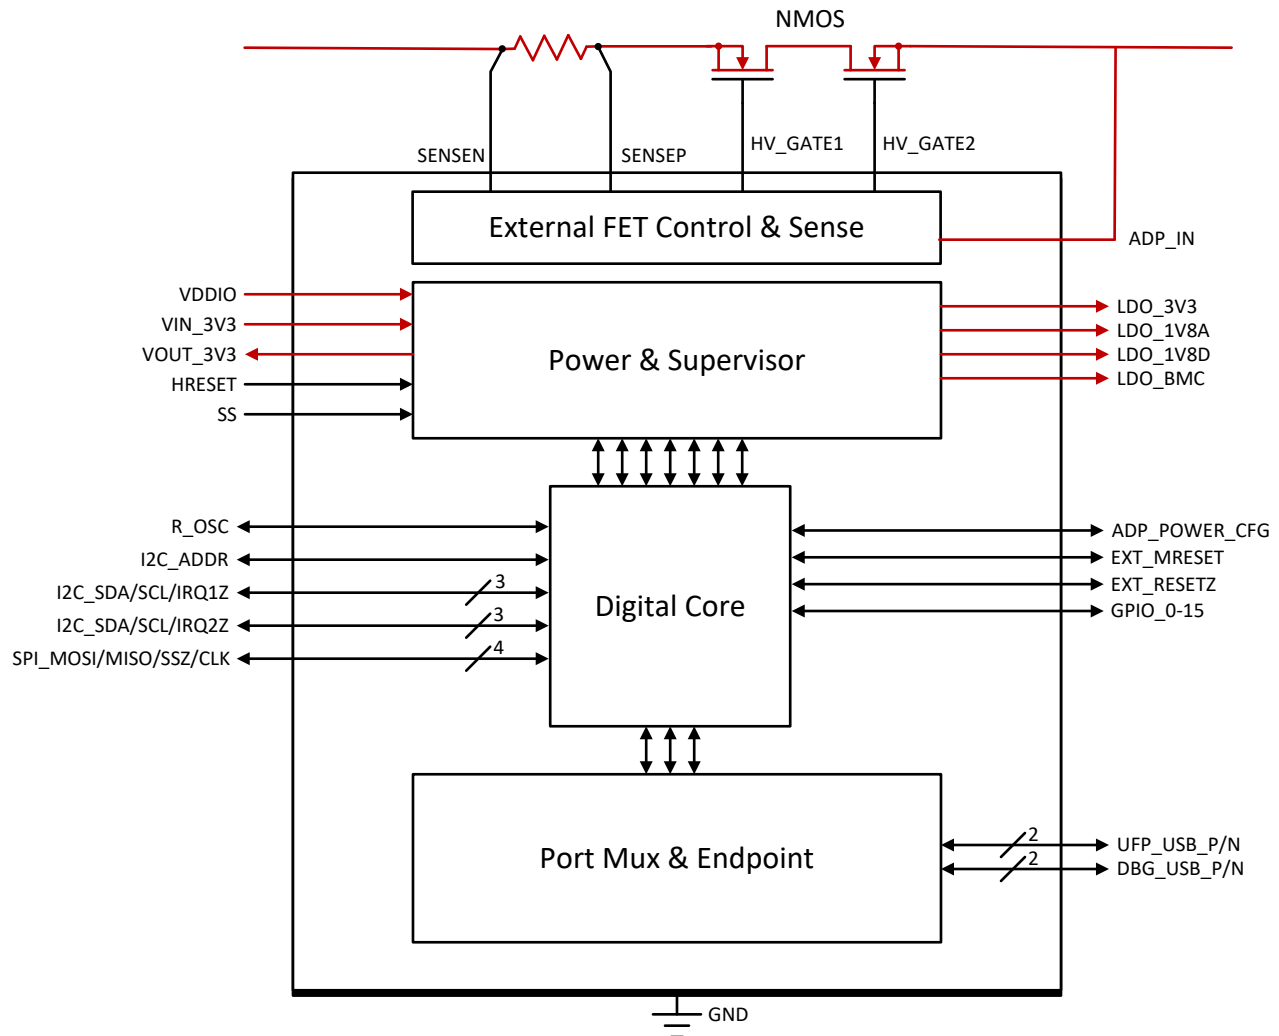 NMOS
SENSEN
SENSEP
HV_GATE1
HV_GATE2
External FET Control & Sense
ADP_IN
VDDIO
VIN_3V3
VOUT_3V3
HRESET
SS
Power & Supervisor
LDO_3V3
LDO_1V8A
LDO_1V8D
LDO_BMC
R_OSC
I2C_ADDR
I2C_SDA/SCL/IRQ1Z
3
I2C_SDA/SCL/IRQ2Z
3
SPI_MOSI/MISO/SSZ/CLK
4
Digital Core
ADP_POWER_CFG
EXT_MRESET
EXT_RESETZ
GPIO_0-15
Port Mux & Endpoint
2
UFP_USB_P/N
2
DBG_USB_P/N
GND